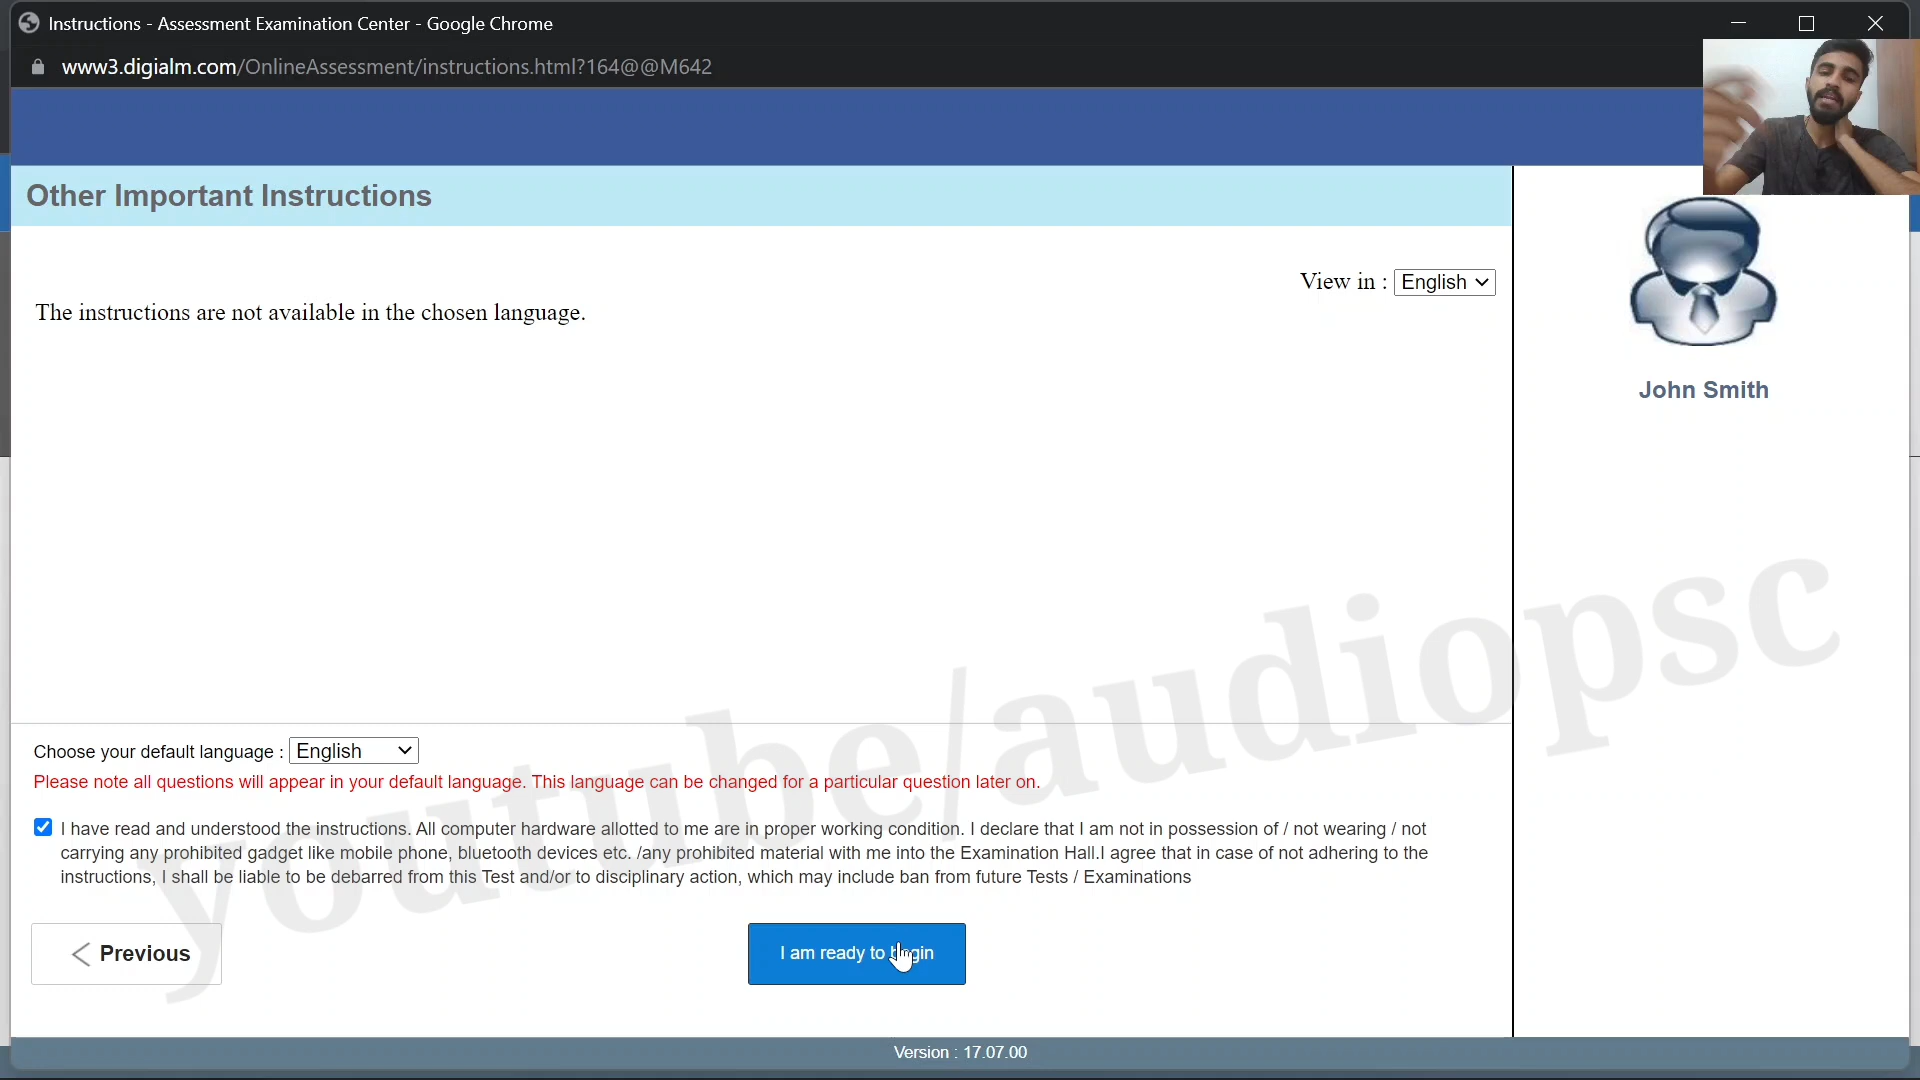 Instructions - Assessment Examination Center - Google Chrome
www3.digialm.com/OnlineAssessment/instructions.html?164@@M642
Other Important Instructions
View in : English
The instructions are not available in the chosen language.
John Smith
Choose your default language : English
Please note all questions will appear in your default language. This language can be changed for a particular question later on.
I have read and understood the instructions. All computer hardware allotted to me are in proper working condition. I declare that I am not in possession of / not wearing / not
carrying any prohibited gadget like mobile phone, bluetooth devices etc. /any prohibited material with me into the Examination Hall.I agree that in case of not adhering to the
instructions, I shall be liable to be debarred from this Test and/or to disciplinary action, which may include ban from future Tests / Examinations
Previous
I am ready to begin
Version : 17.07.00
youtube/audiopsc